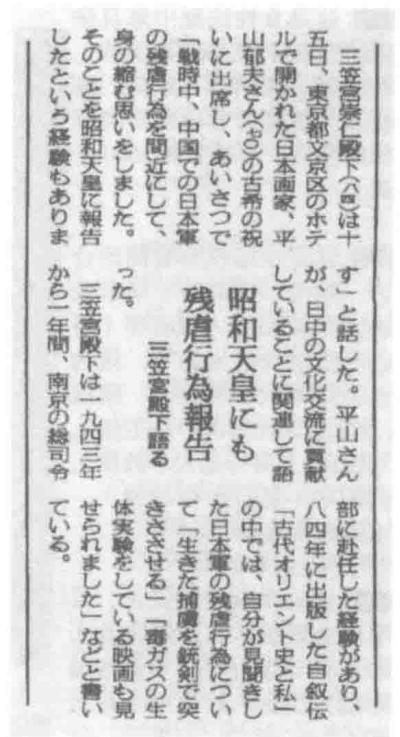 昭和天皇にも
残虐行為報告
三笠宮殿下語る
三笠宮崇仁殿下(八四)は十
五日、東京都文京区のホテ
ルで開かれた日本画家、平
山郁夫さん(七〇)の古希の祝
いに出席し、あいさつで
「戦時中、中国での日本軍
の残虐行為を間近にして、
身の縮む思いをしました。
そのことを昭和天皇に報告
したという経験もありま
す」と話した。平山さん
が、日中の文化交流に貢献
していることに関連して語
った。
三笠宮殿下は一九四三年
から一年間、南京の総司令
部に赴任した経験があり、
八四年に出版した自叙伝
「古代オリエント史と私」
の中では、自分が見聞きし
た日本軍の残虐行為につい
て「生きた捕虜を銃剣で突
きささせる」「毒ガスの生
体実験をしている映画も見
せられました」などと書い
ている。